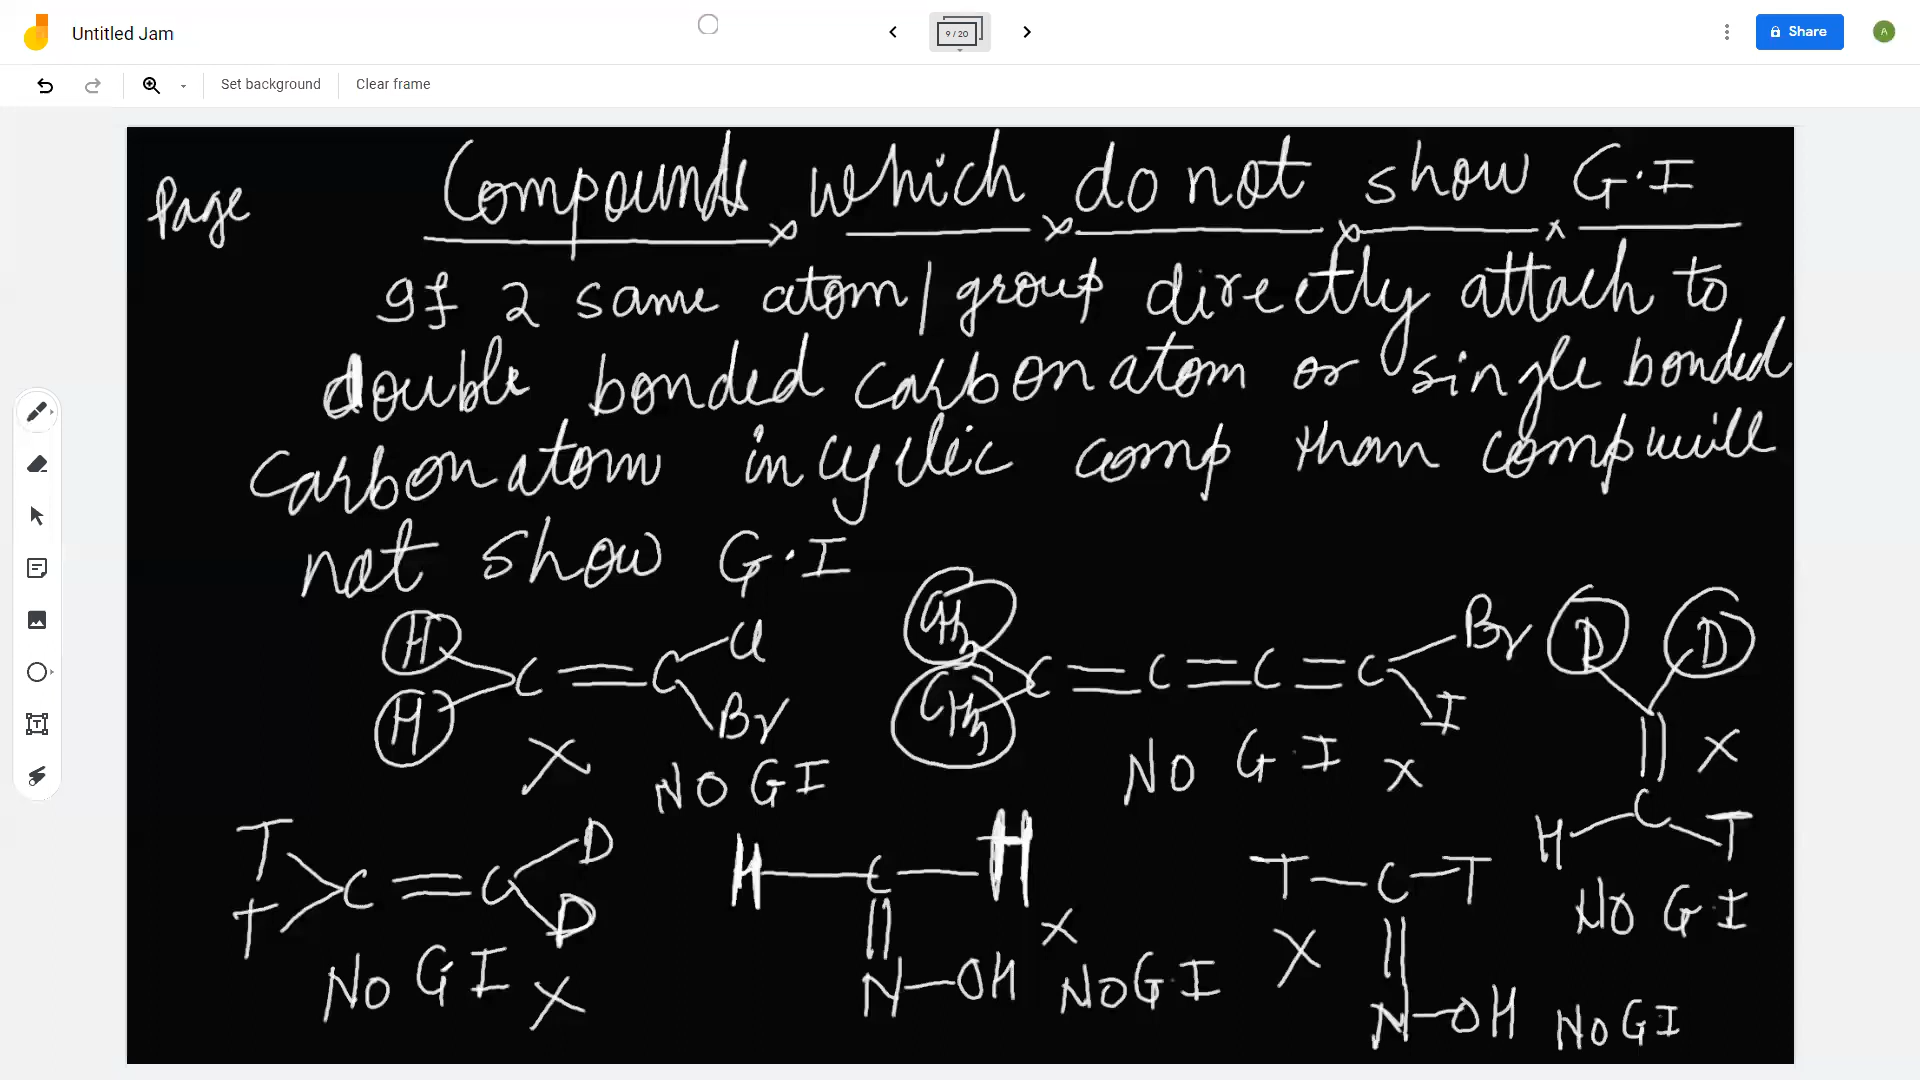 Untitled Jam
9 / 20
Share
A
Set background
Clear frame
Page
Compounds which do not show G.I
If 2 same atom/group directly attach to
double bonded carbon atom or single bonded
carbon atom in cyclic comp than comp will
not show G.I
H Cl
C = C
H Br
X NO GI
CH3 Br
C = C = C = C
CH3 I
NO G I X
D D
C
|| X
H C T
NO G I
T D
C = C
T D
NO G I X
H - C - H
||
N - OH
X NO G I
T - C - T
||
N - OH
X NO G I
T